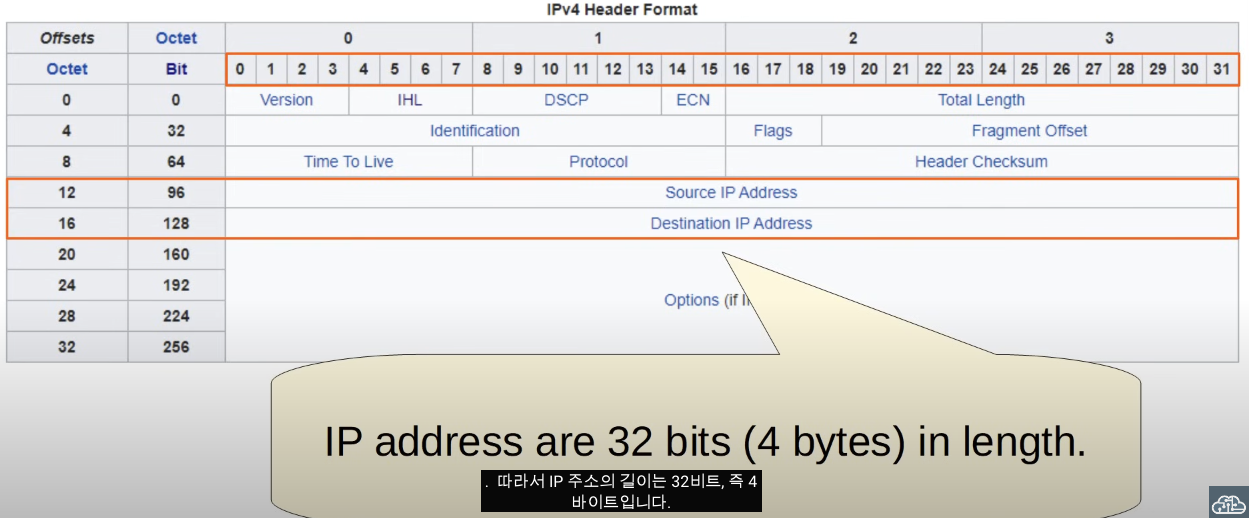 IPv4 Header Format
Offsets Octet 0 1 2 3
Octet Bit 0 1 2 3 4 5 6 7 8 9 10 11 12 13 14 15 16 17 18 19 20 21 22 23 24 25 26 27 28 29 30 31
0 0 Version IHL DSCP ECN Total Length
4 32 Identification Flags Fragment Offset
8 64 Time To Live Protocol Header Checksum
12 96 Source IP Address
16 128 Destination IP Address
20 160
24 192
Options (if
28 224
32 256
IP address are 32 bits (4 bytes) in length.
. 따라서 IP 주소의 길이는 32비트, 즉 4
바이트입니다.